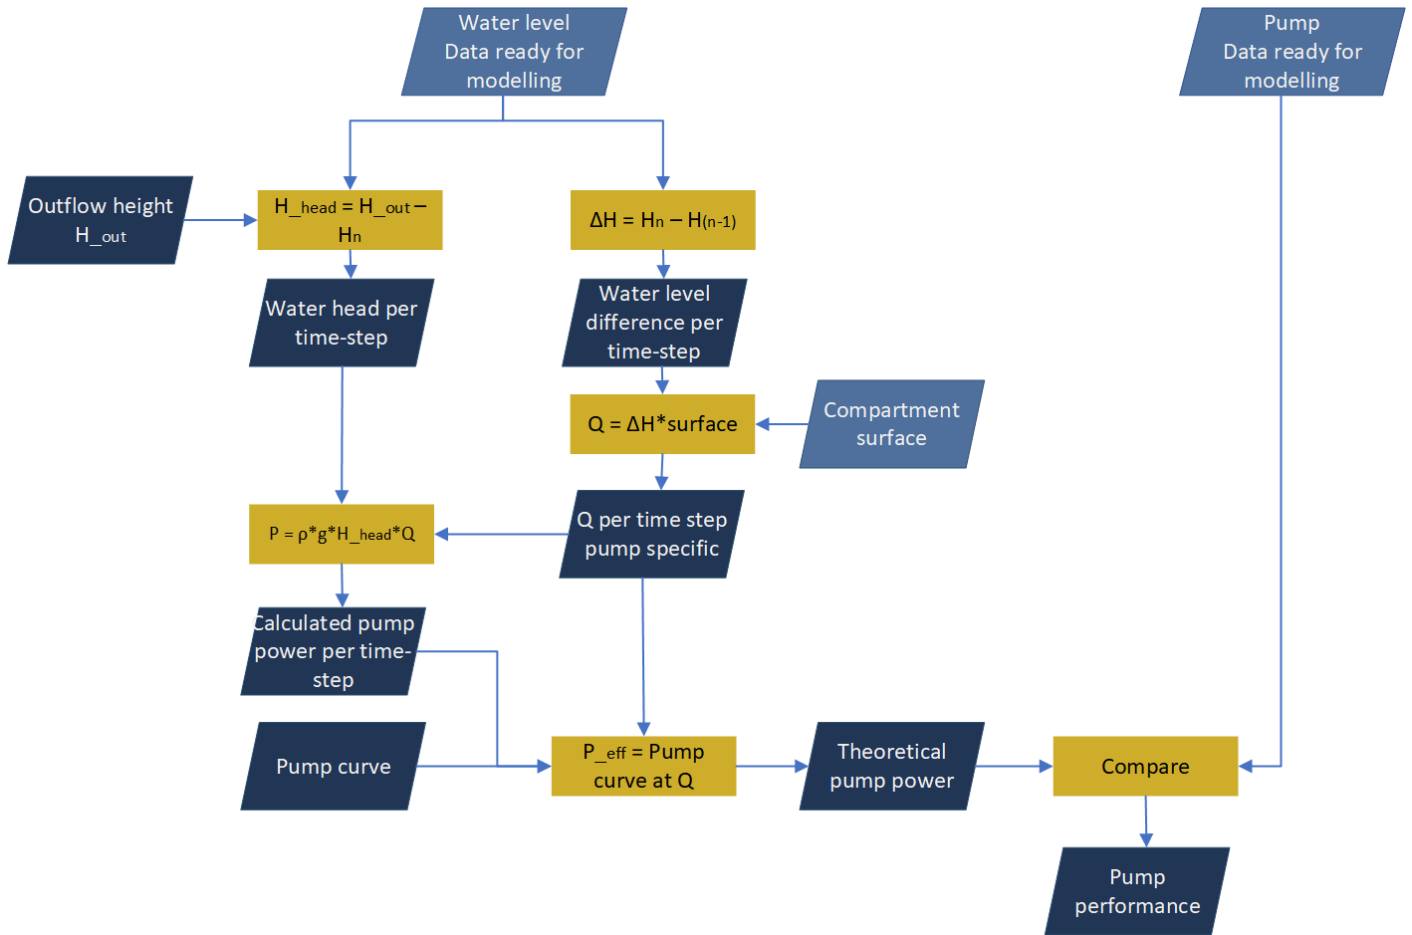 Water level
Data ready for
modelling
Pump
Data ready for
modelling
Outflow height
H_out
H_head = H_out –
Hn
ΔH = Hn – H(n-1)
Water head per
time-step
Water level
difference per
time-step
Q = ΔH*surface
Compartment
surface
P = ρ*g*H_head*Q
Q per time step
pump specific
Calculated pump
power per time-
step
Pump curve
P_eff = Pump
curve at Q
Theoretical
pump power
Compare
Pump
performance